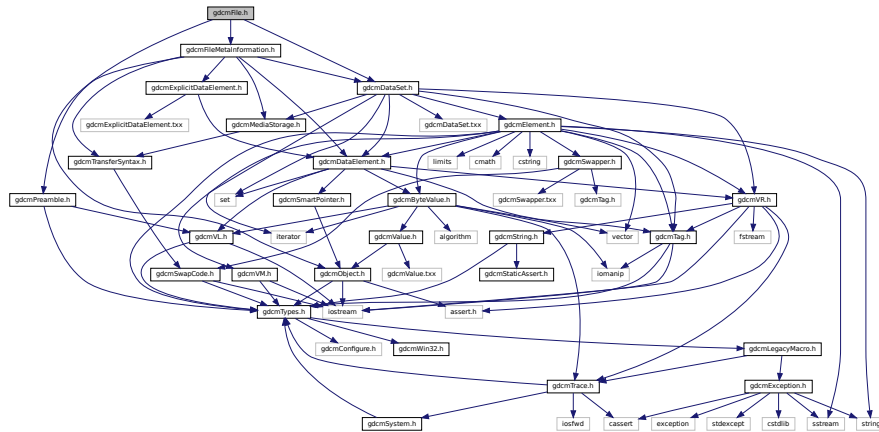 gdcmFile.h
gdcmFileMetaInformation.h
gdcmExplicitDataElement.h
gdcmDataSet.h
gdcmExplicitDataElement.txx
gdcmMediaStorage.h
gdcmDataSet.txx
gdcmElement.h
gdcmTransferSyntax.h
gdcmDataElement.h
limits
cmath
cstring
gdcmSwapper.h
gdcmPreamble.h
set
gdcmSmartPointer.h
gdcmByteValue.h
gdcmSwapper.txx
gdcmTag.h
gdcmVR.h
gdcmVL.h
iterator
gdcmValue.h
algorithm
gdcmString.h
vector
gdcmTag.h
fstream
gdcmSwapCode.h
gdcmVM.h
gdcmObject.h
gdcmValue.txx
gdcmStaticAssert.h
iomanip
gdcmTypes.h
iostream
assert.h
gdcmConfigure.h
gdcmWin32.h
gdcmLegacyMacro.h
gdcmTrace.h
gdcmException.h
gdcmSystem.h
iosfwd
cassert
exception
stdexcept
cstdlib
sstream
string